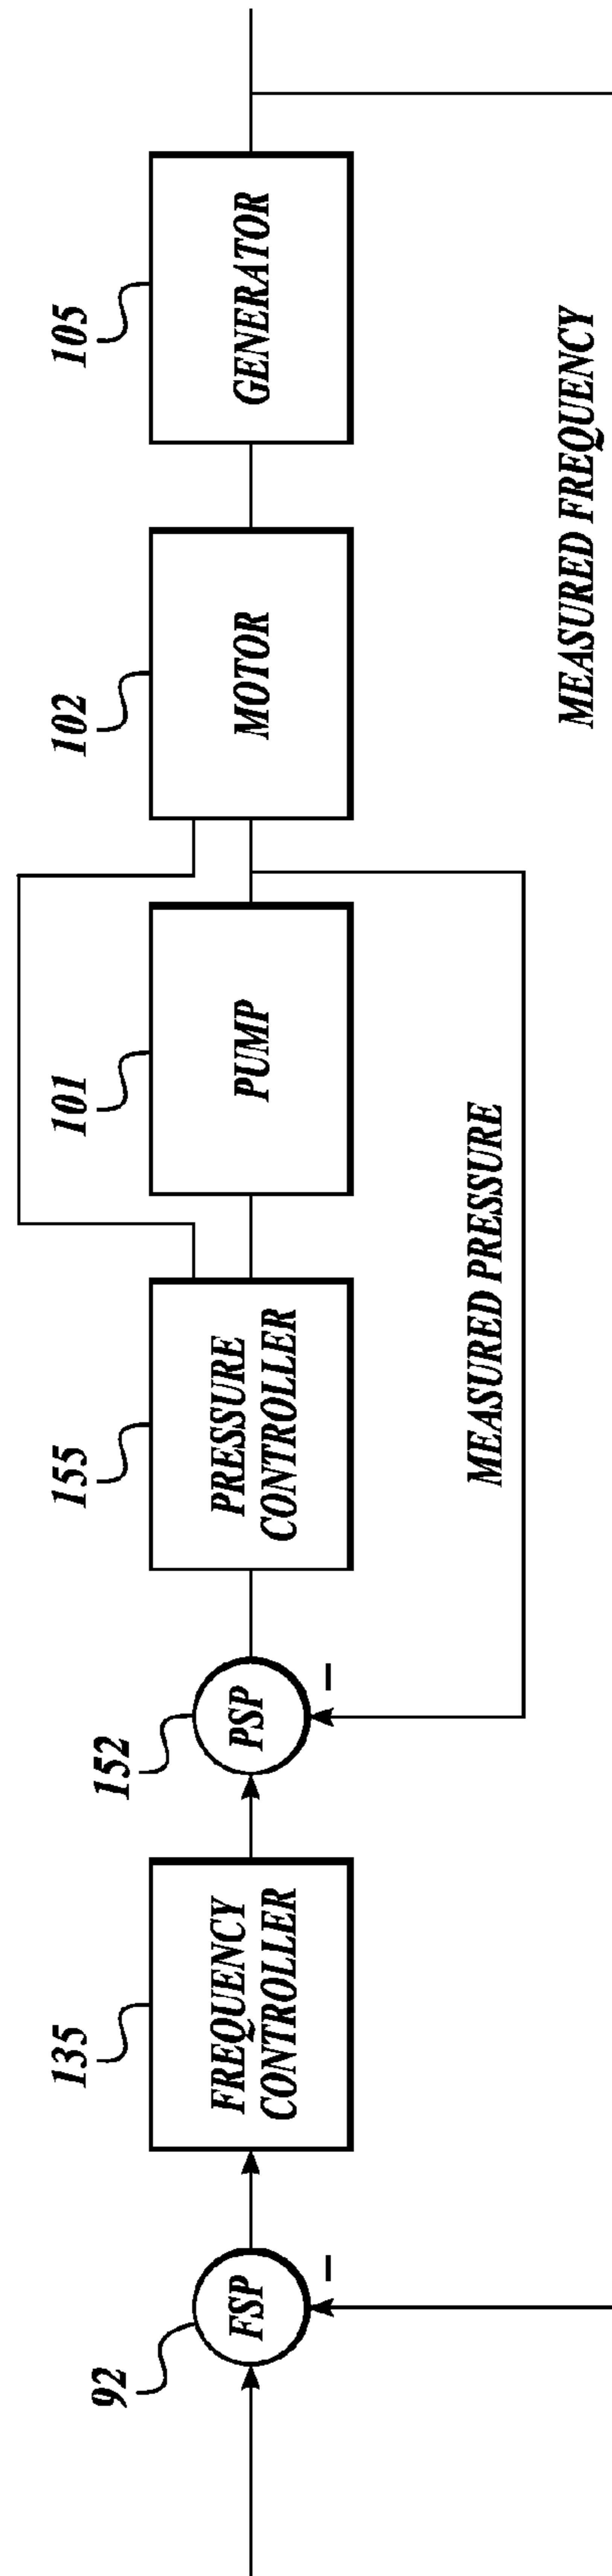 92
FSP
135
FREQUENCY
CONTROLLER
152
PSP
155
PRESSURE
CONTROLLER
101
PUMP
102
MOTOR
105
GENERATOR
MEASURED PRESSURE
MEASURED FREQUENCY